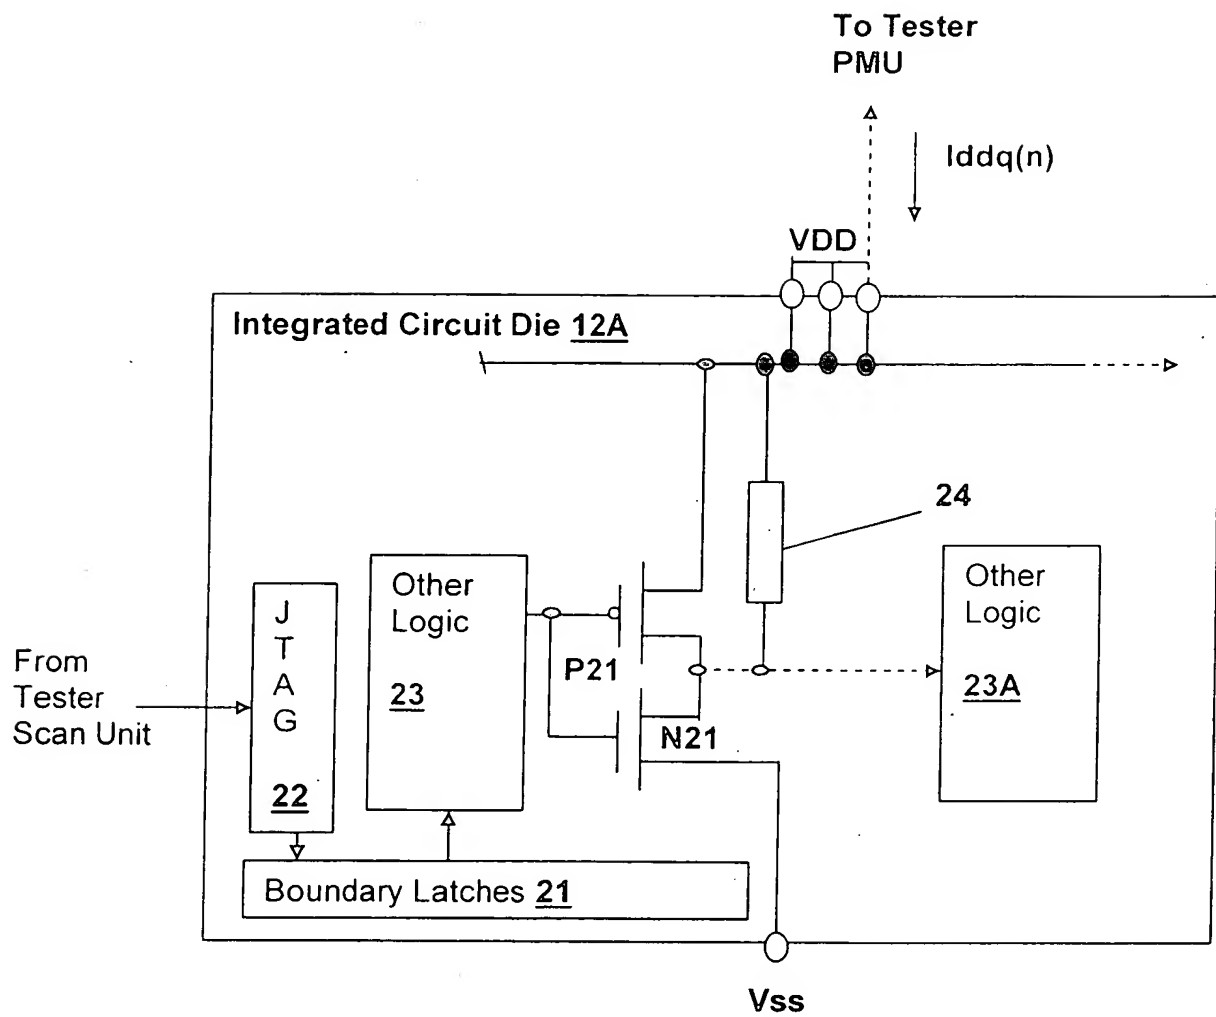 To Tester
PMU
Iddq(n)
VDD
Integrated Circuit Die 12A
24
Other
Logic
23
Other
Logic
23A
J
T
A
G
22
From
Tester
Scan Unit
P21
N21
Boundary Latches 21
Vss